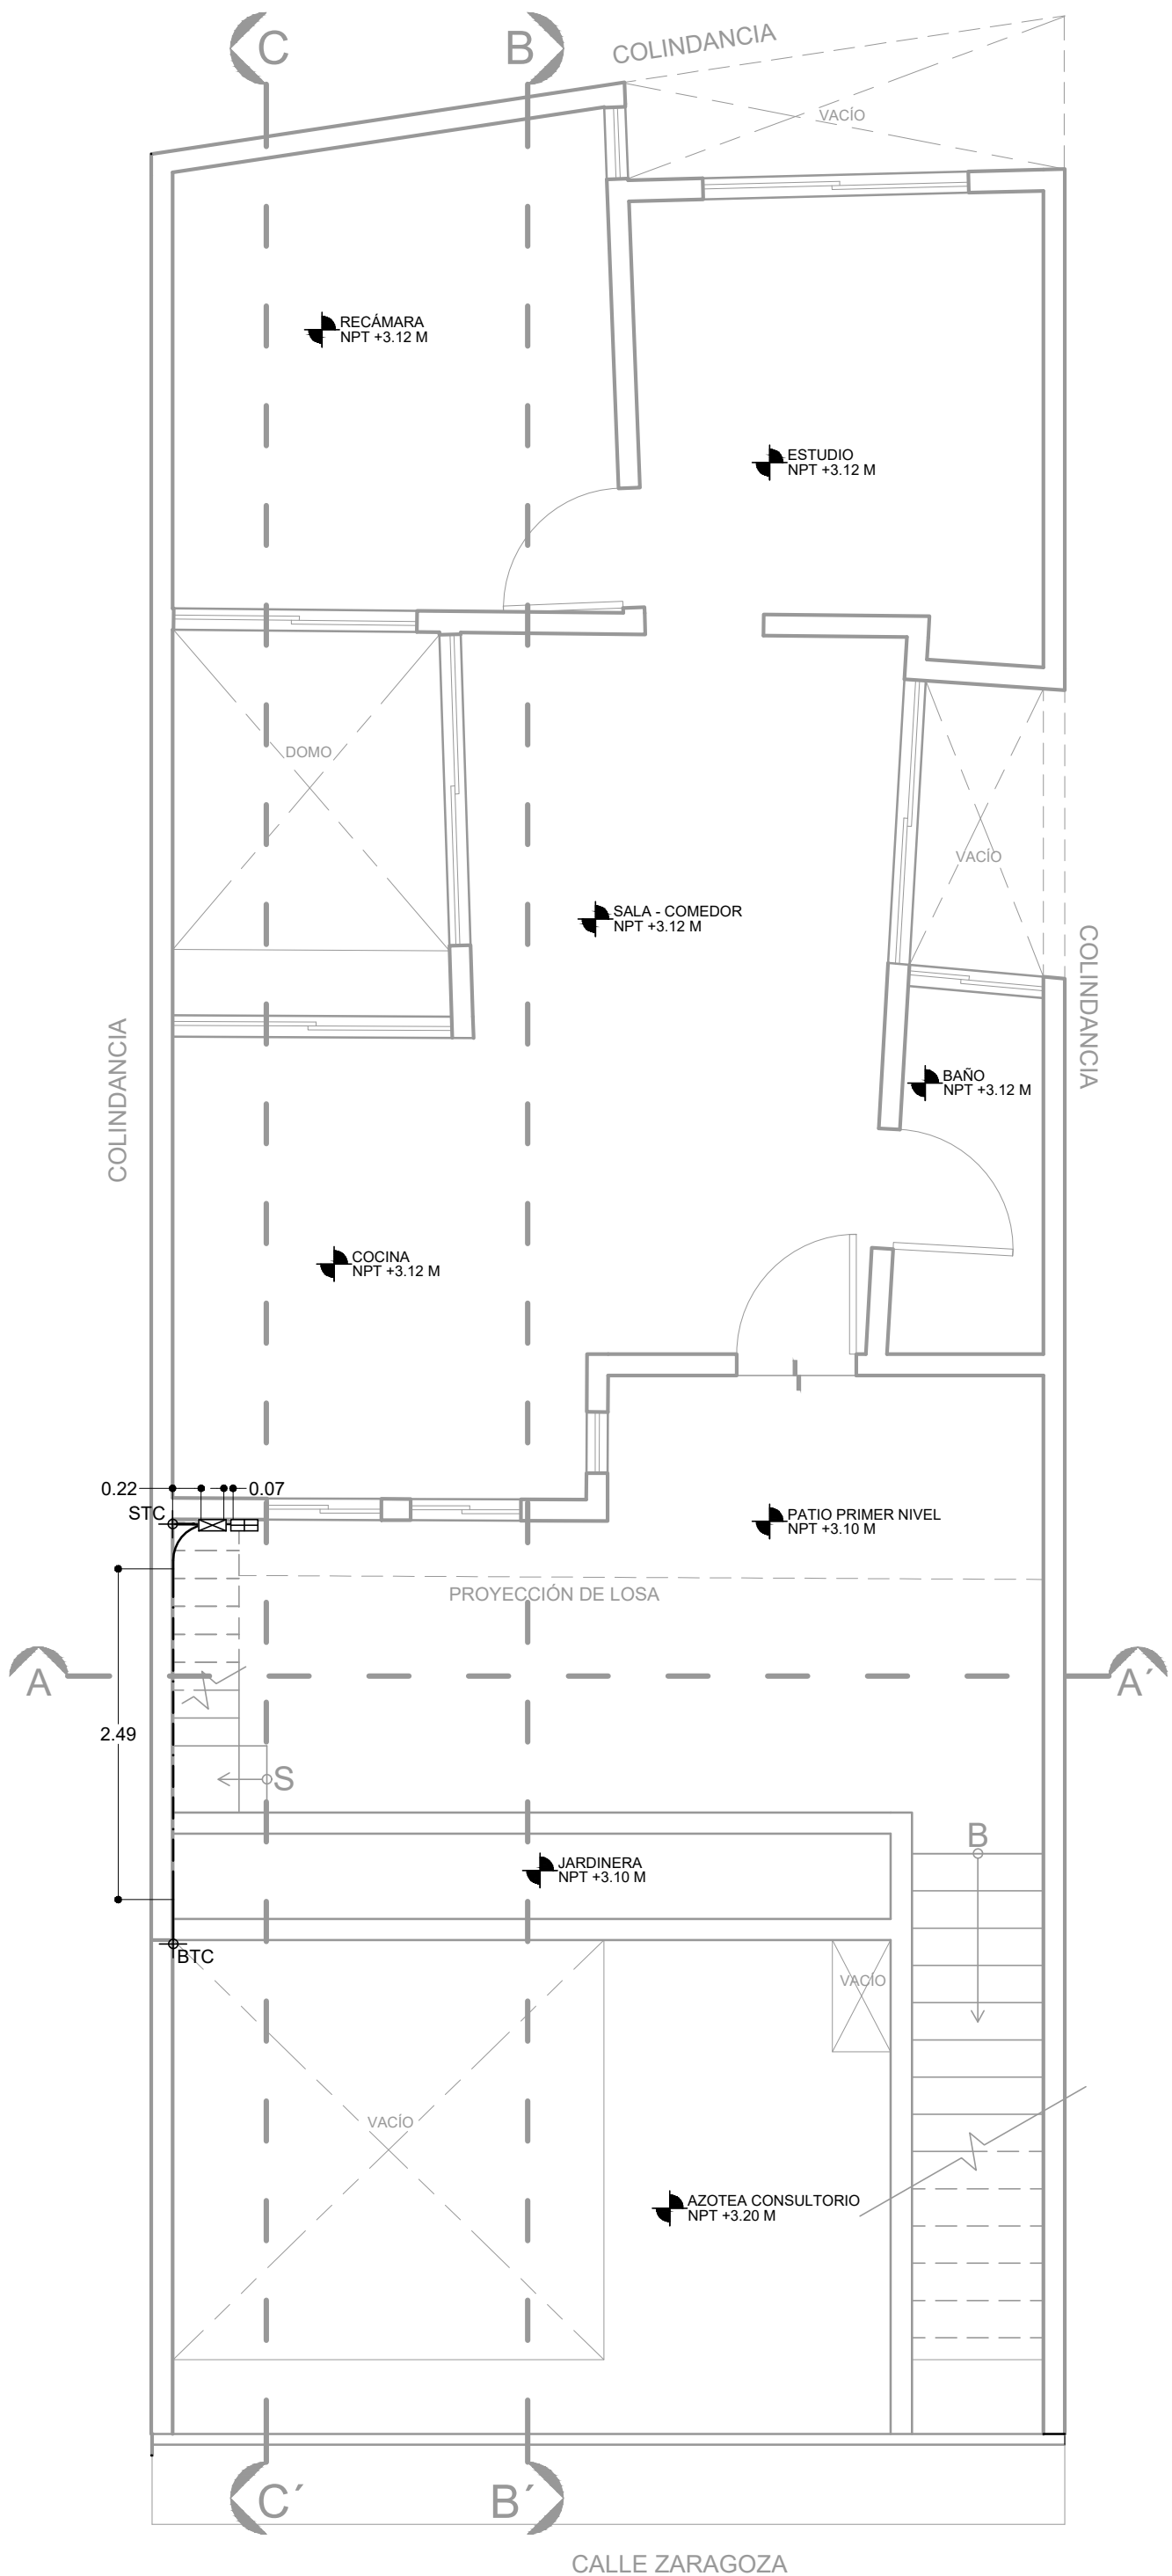 C
B
COLINDANCIA
VACÍO
RECÁMARA
NPT +3.12 M
ESTUDIO
NPT +3.12 M
DOMO
VACÍO
SALA - COMEDOR
NPT +3.12 M
COLINDANCIA
COLINDANCIA
BAÑO
NPT +3.12 M
COCINA
NPT +3.12 M
0.22
0.07
STC
PATIO PRIMER NIVEL
NPT +3.10 M
PROYECCIÓN DE LOSA
A
A´
2.49
S
B
JARDINERA
NPT +3.10 M
BTC
VACÍO
VACÍO
AZOTEA CONSULTORIO
NPT +3.20 M
C´
B´
CALLE ZARAGOZA